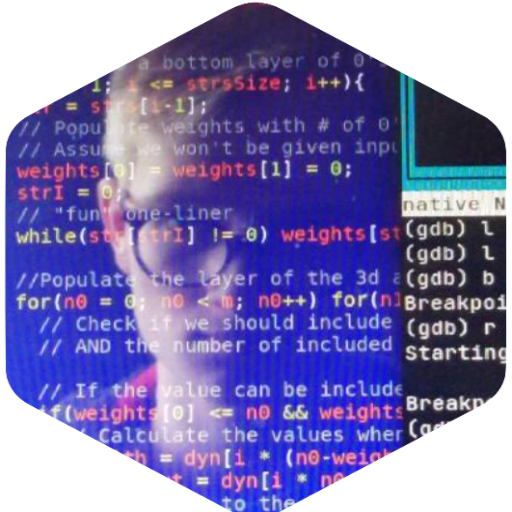 a bottom layer of 0'
1; i <= strsSize; i++){
= strs[i-1];
// Populate weights with # of 0'
// Assume we won't be given inpu
weights[0] = weights[1] = 0;
strI = 0;
// "fun" one-liner
while(str[strI] != 0) weights[st
//Populate the layer of the 3d a
for(n0 = 0; n0 < m; n0++) for(n1
// Check if we should include
// AND the number of included
// If the value can be include
if(weights[0] <= n0 && weights
Calculate the values wher
= dyn[i * (n0-weigh
= dyn[i * n0
to the
native N
(gdb) l
(gdb) l
(gdb) b
Breakpoi
(gdb) r
Starting
Breakp
(gd